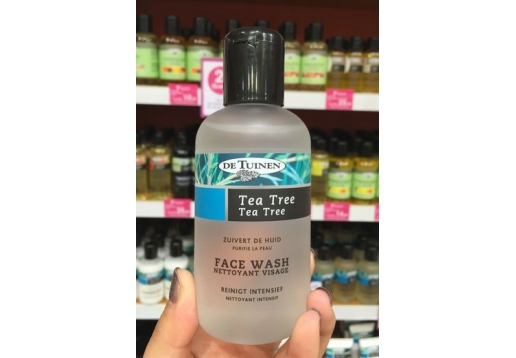 DE TUINEN
Tea Tree
Tea Tree
ZUIVERT DE HUID
PURIFIE LA PEAU
FACE WASH
NETTOYANT VISAGE
REINIGT INTENSIEF
NETTOYANT INTENSIF